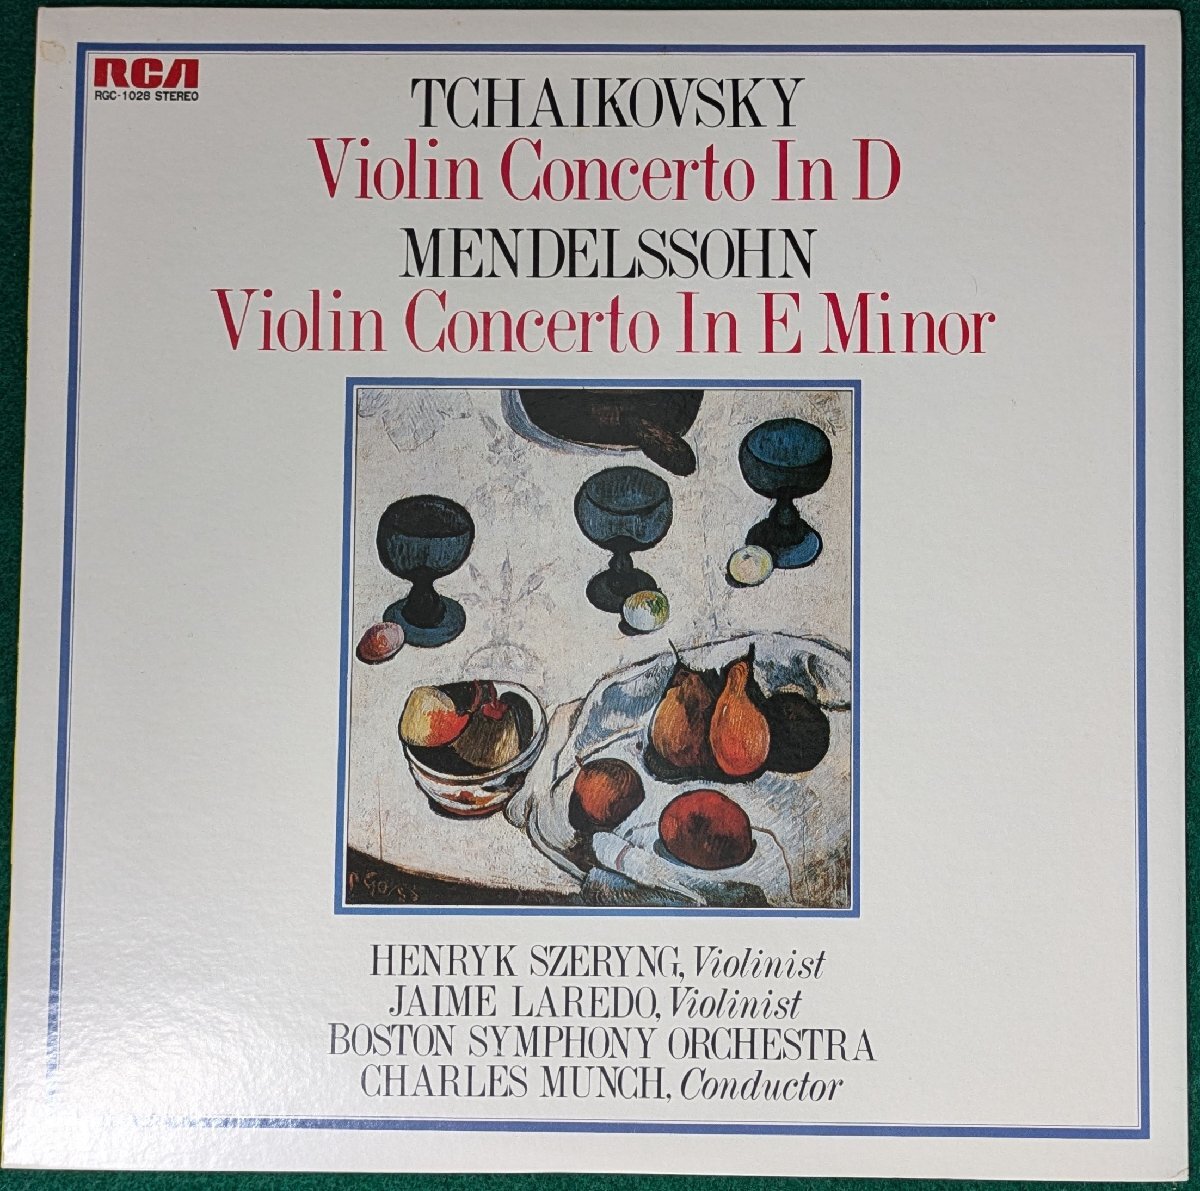 RCA
RGC-1028 STEREO
TCHAIKOVSKY
Violin Concerto In D
MENDELSSOHN
Violin Concerto In E Minor
HENRYK SZERYNG, Violinist
JAIME LAREDO, Violinist
BOSTON SYMPHONY ORCHESTRA
CHARLES MUNCH, Conductor